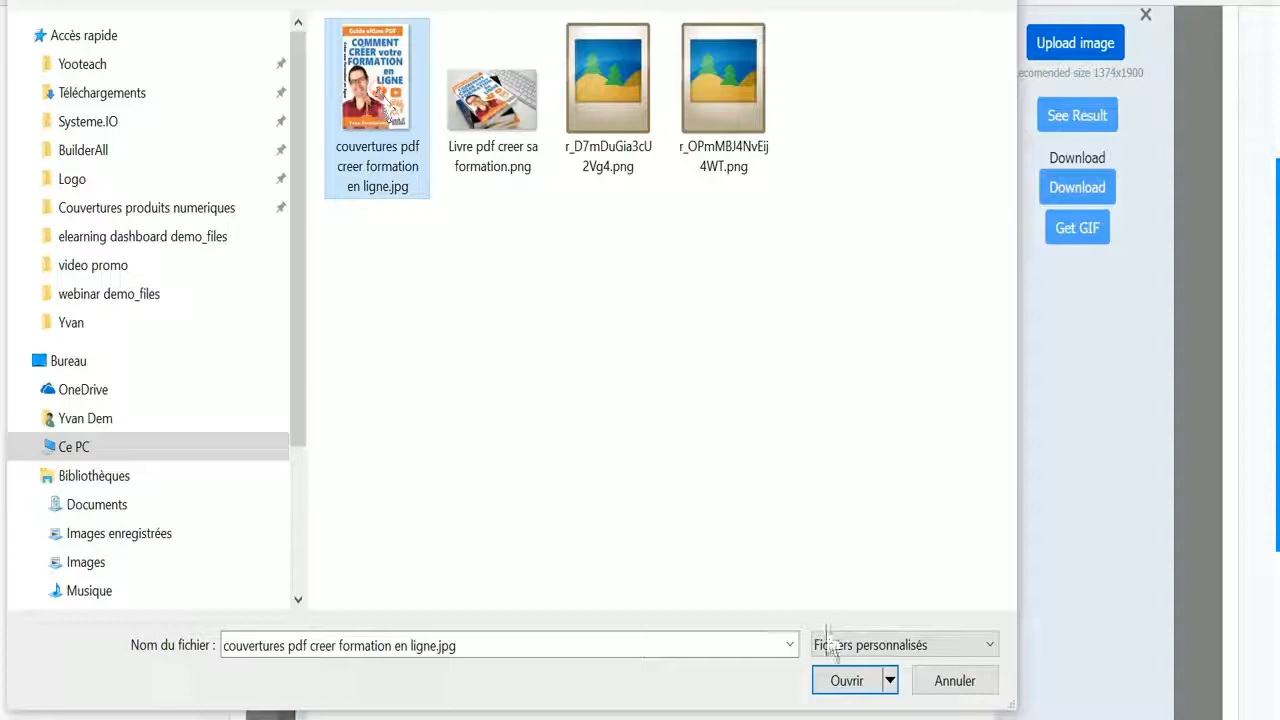 Accès rapide
Yooteach
Téléchargements
Systeme.IO
BuilderAll
Logo
Couvertures produits numeriques
elearning dashboard demo_files
video promo
webinar demo_files
Yvan
Bureau
OneDrive
Yvan Dem
Ce PC
Bibliothèques
Documents
Images enregistrées
Images
Musique
Guide ultime PDF
COMMENT
CRÉER votre
FORMATION
en
LIGNE
couvertures pdf
creer formation
en ligne.jpg
Livre pdf creer sa
formation.png
r_D7mDuGia3cU
2Vg4.png
r_OPmMBJ4NvEij
4WT.png
Nom du fichier :
couvertures pdf creer formation en ligne.jpg
Fichiers personnalisés
Ouvrir
Annuler
X
Upload image
ecomended size 1374x1900
See Result
Download
Download
Get GIF